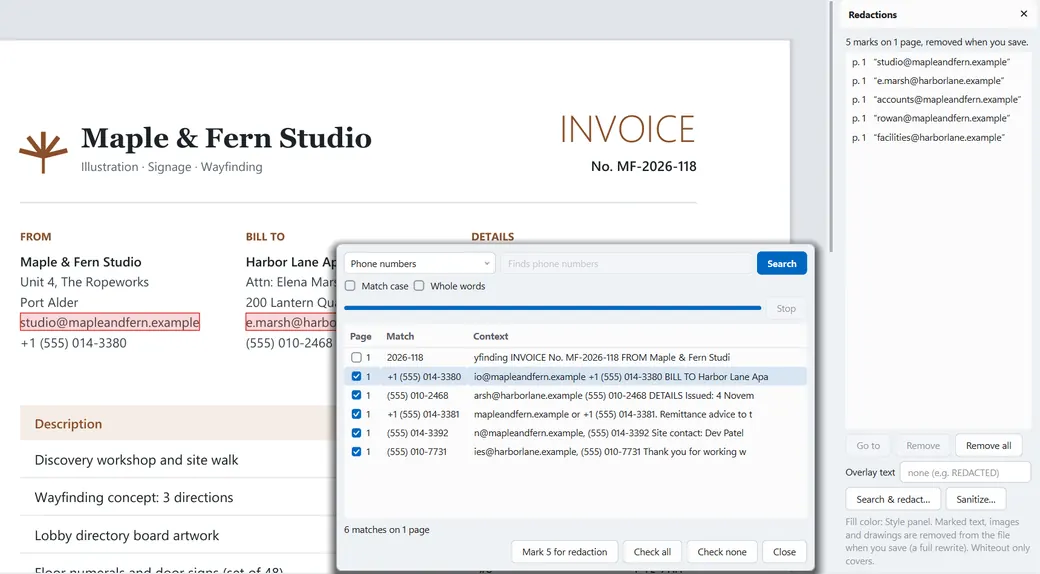 Maple & Fern Studio
Illustration · Signage · Wayfinding
INVOICE
No. MF-2026-118
FROM
Maple & Fern Studio
Unit 4, The Ropeworks
Port Alder
studio@mapleandfern.example
+1 (555) 014-3380
BILL TO
Harbor Lane Ap
Attn: Elena Mars
200 Lantern Qua
e.marsh@harbo
(555) 010-2468
DETAILS
Description
Discovery workshop and site walk
Wayfinding concept: 3 directions
Lobby directory board artwork
Floor numerals and door signs (set of 48)
Phone numbers
Finds phone numbers
Search
Match case
Whole words
Stop
Page Match Context
1 2026-118 yfinding INVOICE No. MF-2026-118 FROM Maple & Fern Studi
1 +1 (555) 014-3380 io@mapleandfern.example +1 (555) 014-3380 BILL TO Harbor Lane Apa
1 (555) 010-2468 arsh@harborlane.example (555) 010-2468 DETAILS Issued: 4 Novem
1 +1 (555) 014-3381 mapleandfern.example or +1 (555) 014-3381. Remittance advice to t
1 (555) 014-3392 n@mapleandfern.example, (555) 014-3392 Site contact: Dev Patel
1 (555) 010-7731 ies@harborlane.example, (555) 010-7731 Thank you for working w
6 matches on 1 page
Mark 5 for redaction
Check all
Check none
Close
Redactions
5 marks on 1 page, removed when you save.
p. 1 "studio@mapleandfern.example"
p. 1 "e.marsh@harborlane.example"
p. 1 "accounts@mapleandfern.example"
p. 1 "rowan@mapleandfern.example"
p. 1 "facilities@harborlane.example"
Go to
Remove
Remove all
Overlay text
none (e.g. REDACTED)
Search & redact...
Sanitize...
Fill color: Style panel. Marked text, images
and drawings are removed from the file
when you save (a full rewrite). Whiteout only
covers.